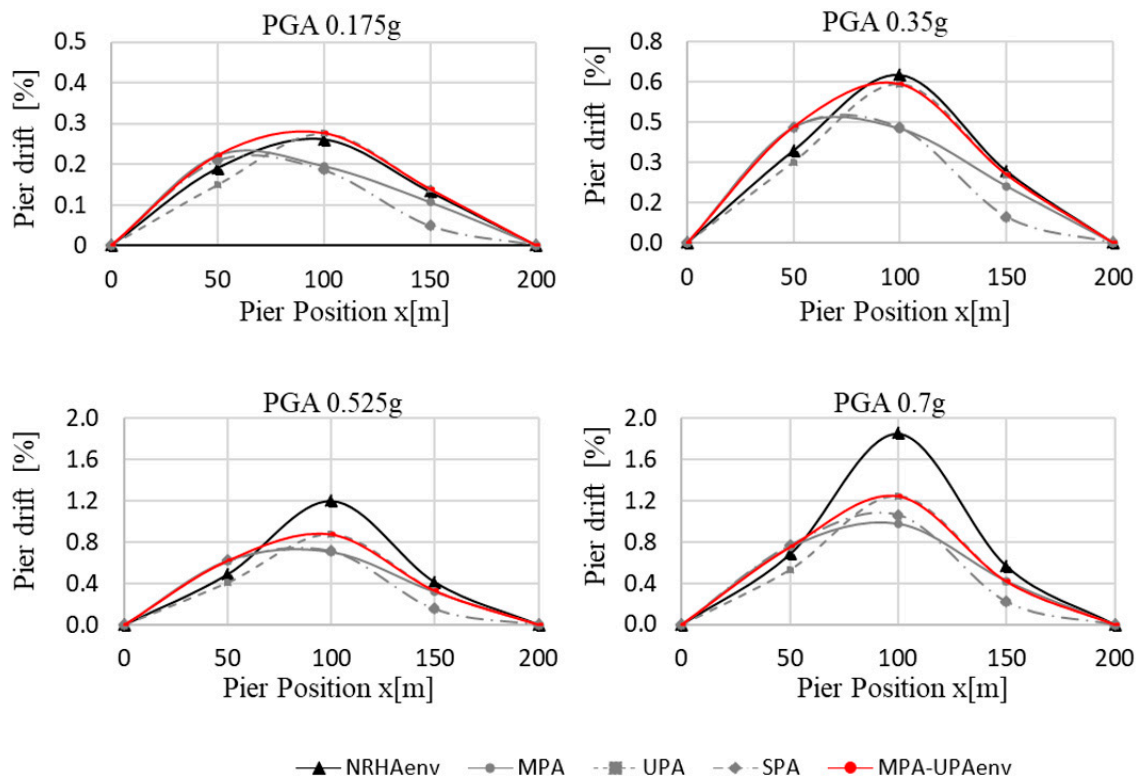 PGA 0.175g
Pier drift [%]
0.5
0.4
0.3
0.2
0.1
0
0 50 100 150 200
Pier Position x[m]
PGA 0.35g
Pier drift [%]
0.8
0.6
0.5
0.3
0.2
0.0
0 50 100 150 200
Pier Position x[m]
PGA 0.525g
Pier drift [%]
2.0
1.6
1.2
0.8
0.4
0.0
0 50 100 150 200
Pier Position x[m]
PGA 0.7g
Pier drift [%]
2.0
1.6
1.2
0.8
0.4
0.0
0 50 100 150 200
Pier Position x[m]
NRHAenv MPA UPA SPA MPA-UPAenv